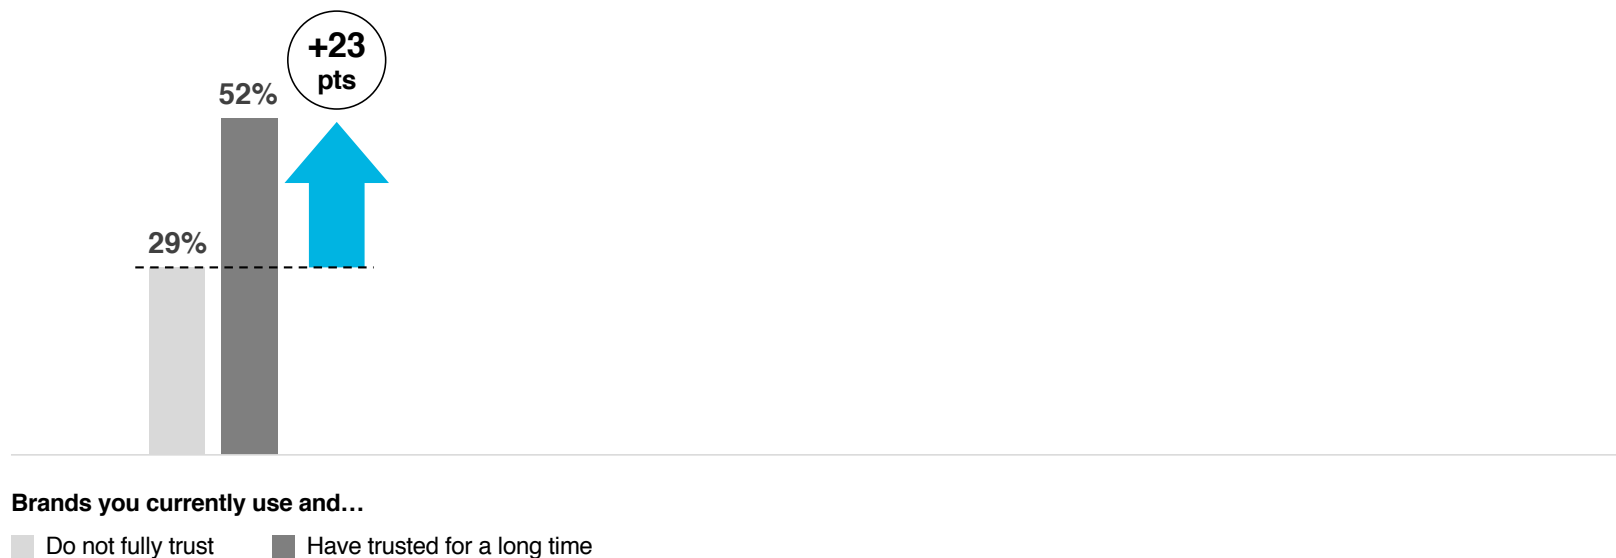 +23
pts
52%
29%
Brands you currently use and…
Do not fully trust
Have trusted for a long time